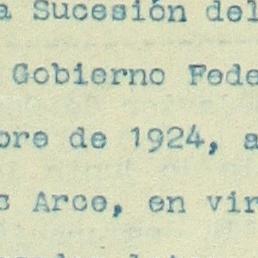 a Sucesión del
Gobierno Fede
bre de 1924, a
s Arce, en vir